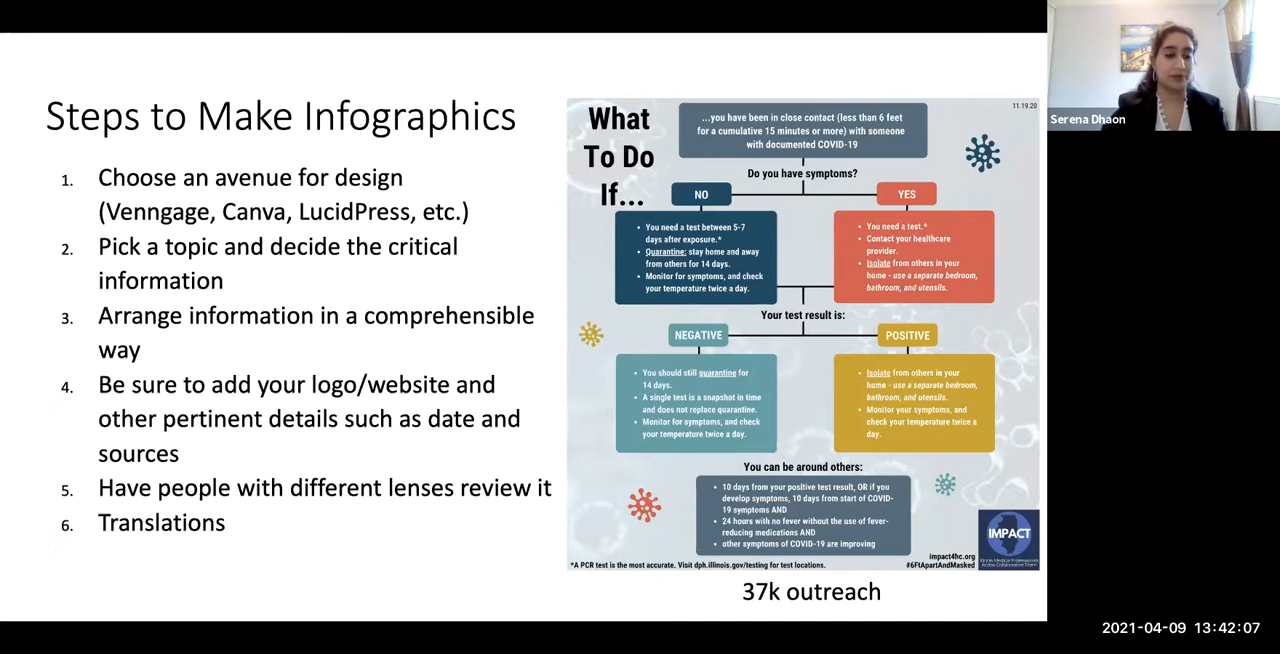 Steps to Make Infographics
1. Choose an avenue for design
(Venngage, Canva, LucidPress, etc.)
2. Pick a topic and decide the critical
information
3. Arrange information in a comprehensible
way
4. Be sure to add your logo/website and
other pertinent details such as date and
sources
5. Have people with different lenses review it
6. Translations
What
To Do
If...
11.19.20
...you have been in close contact (less than 6 feet
for a cumulative 15 minutes or more) with someone
with documented COVID-19
Do you have symptoms?
NO
YES
• You need a test between 5-7
days after exposure.*
• Quarantine: stay home and away
from others for 14 days.
• Monitor for symptoms, and check
your temperature twice a day.
• You need a test.*
• Contact your healthcare
provider.
• Isolate from others in your
home - use a separate bedroom,
bathroom, and utensils.
Your test result is:
NEGATIVE
POSITIVE
• You should still quarantine for
14 days.
• A single test is a snapshot in time
and does not replace quarantine.
• Monitor for symptoms, and check
your temperature twice a day.
• Isolate from others in your
home - use a separate bedroom,
bathroom, and utensils.
• Monitor your symptoms, and
check your temperature twice a
day.
You can be around others:
• 10 days from your positive test result, OR if you
develop symptoms, 10 days from start of COVID-
19 symptoms AND
• 24 hours with no fever without the use of fever-
reducing medications AND
• other symptoms of COVID-19 are improving
*A PCR test is the most accurate. Visit dph.illinois.gov/testing for test locations.
impact4hc.org
#6FtApartAndMasked
IMPACT
Illinois Medical Professionals
Action Collaborative Team
37k outreach
Serena Dhaon
2021-04-09 13:42:07